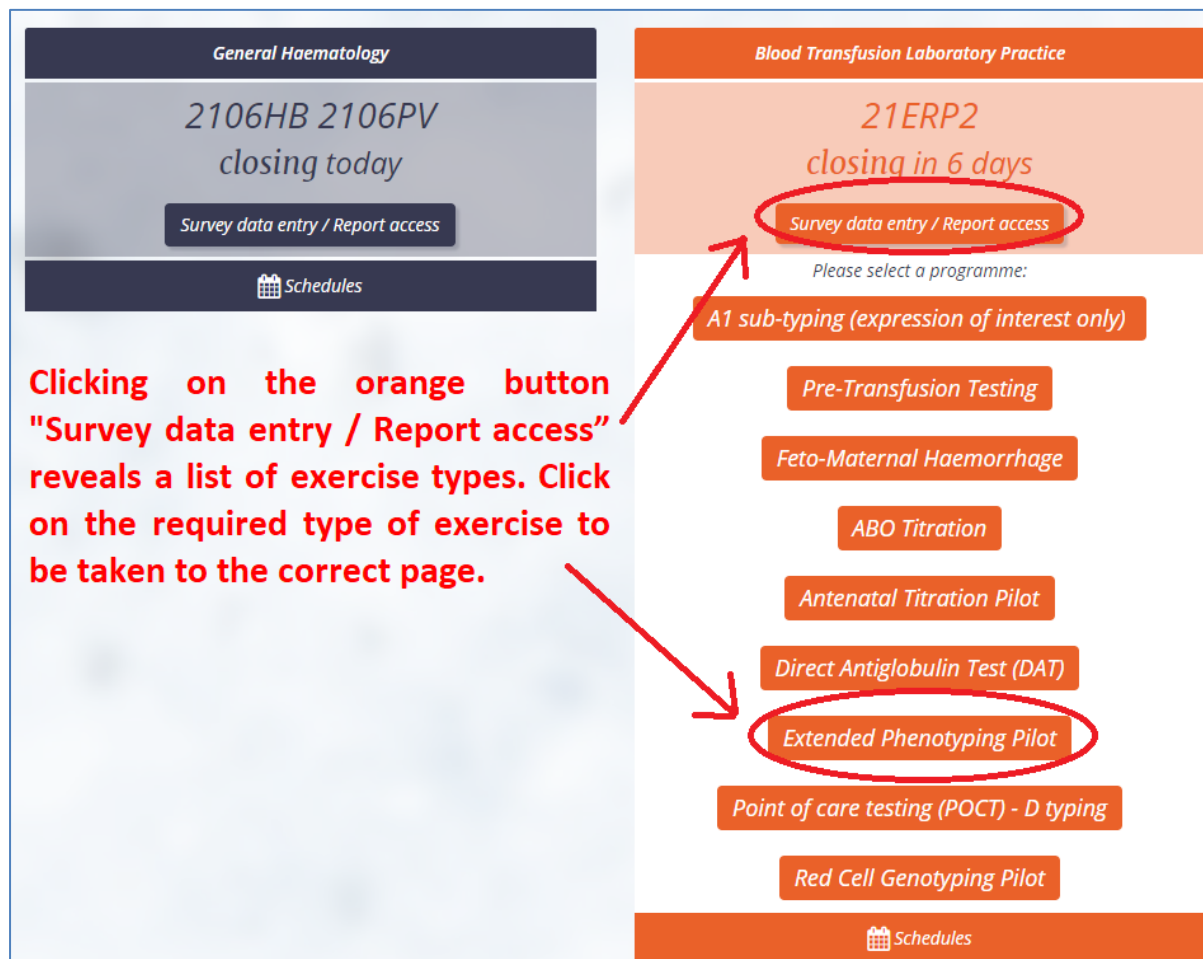 General Haematology
2106HB 2106PV
closing today
Survey data entry / Report access
Schedules
Clicking on the orange button
"Survey data entry / Report access”
reveals a list of exercise types. Click
on the required type of exercise to
be taken to the correct page.
Blood Transfusion Laboratory Practice
21ERP2
closing in 6 days
Survey data entry / Report access
Please select a programme:
A1 sub-typing (expression of interest only)
Pre-Transfusion Testing
Feto-Maternal Haemorrhage
ABO Titration
Antenatal Titration Pilot
Direct Antiglobulin Test (DAT)
Extended Phenotyping Pilot
Point of care testing (POCT) - D typing
Red Cell Genotyping Pilot
Schedules